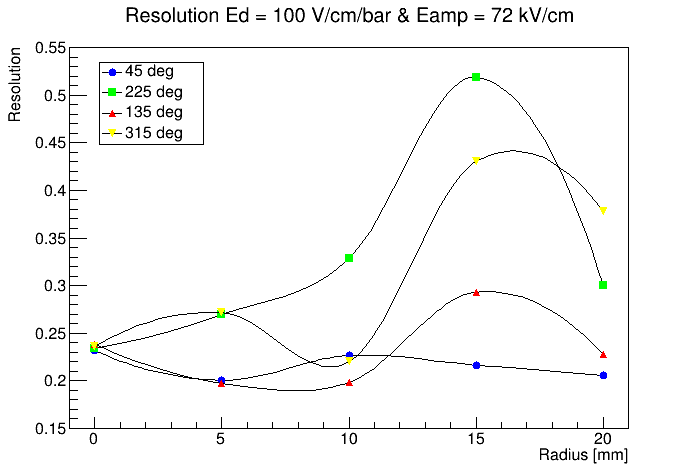 Resolution Ed = 100 V/cm/bar & Eamp = 72 kV/cm
Resolution
0.55
0.5
0.45
0.4
0.35
0.3
0.25
0.2
0.15
45 deg
225 deg
135 deg
315 deg
0 5 10 15 20
Radius [mm]